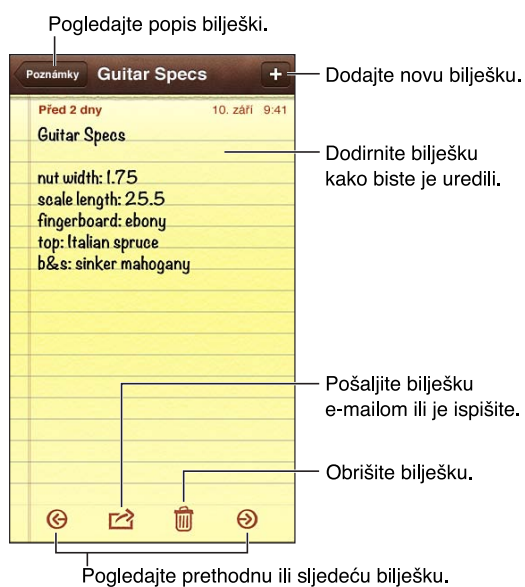 Pogledajte popis bilješki.
Poznámky Guitar Specs +
Dodajte novu bilješku.
Před 2 dny 10. září 9:41
Guitar Specs
Dodirnite bilješku
kako biste je uredili.
nut width: 1.75
scale length: 25.5
fingerboard: ebony
top: Italian spruce
b&s: sinker mahogany
Pošaljite bilješku
e-mailom ili je ispišite.
Obrišite bilješku.
Pogledajte prethodnu ili sljedeću bilješku.